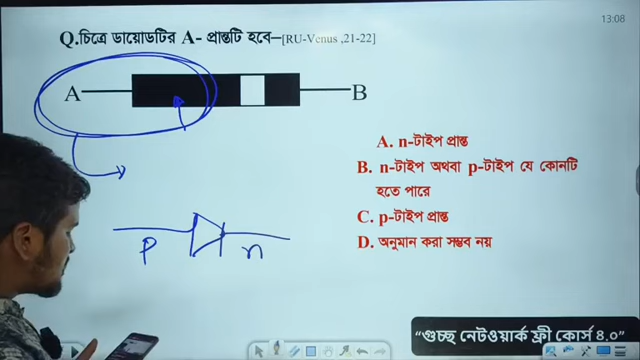 13:08
Q.চিত্রে ডায়োডটির A- প্রান্তটি হবে–[RU-Venus ,21-22]
A
B
A. n-টাইপ প্রান্ত
B. n-টাইপ অথবা p-টাইপ যে কোনটি
হতে পারে
C. p-টাইপ প্রান্ত
D. অনুমান করা সম্ভব নয়
p
n
“গুচ্ছ নেটওয়ার্ক ফ্রী কোর্স ৪.০”